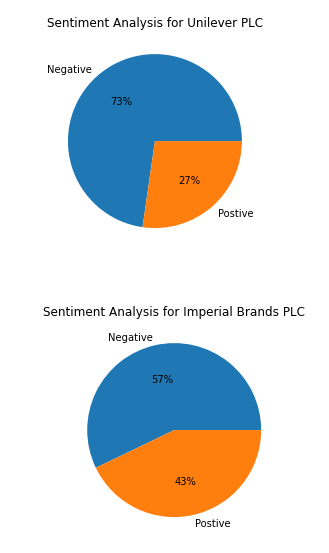 Sentiment Analysis for Unilever PLC
Negative
73%
27%
Postive
Sentiment Analysis for Imperial Brands PLC
Negative
57%
43%
Postive